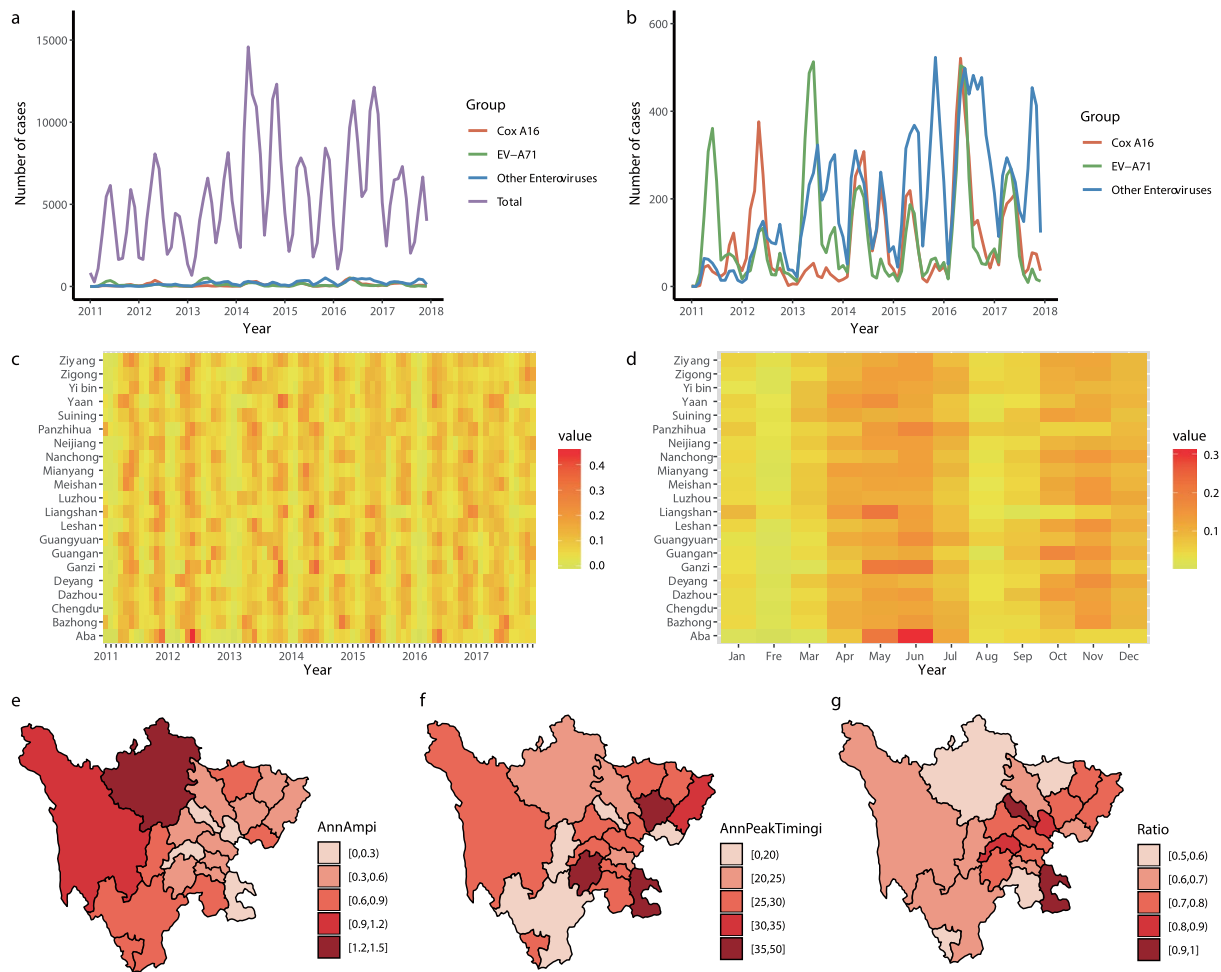 a
15000
10000
5000
0
Number of cases
2011 2012 2013 2014 2015 2016 2017 2018
Year
Group
Cox A16
EV−A71
Other Enteroviruses
Total
b
600
400
200
0
Number of cases
2011 2012 2013 2014 2015 2016 2017 2018
Year
Group
Cox A16
EV−A71
Other Enteroviruses
c
Ziyang
Zigong
Yi bin
Yaan
Suining
Panzhihua
Neijiang
Nanchong
Mianyang
Meishan
Luzhou
Liangshan
Leshan
Guangyuan
Guangan
Ganzi
Deyang
Dazhou
Chengdu
Bazhong
Aba
2011 2012 2013 2014 2015 2016 2017
Year
value
0.4
0.3
0.2
0.1
0.0
d
Ziyang
Zigong
Yi bin
Yaan
Suining
Panzhihua
Neijiang
Nanchong
Mianyang
Meishan
Luzhou
Liangshan
Leshan
Guangyuan
Guangan
Ganzi
Deyang
Dazhou
Chengdu
Bazhong
Aba
Jan Fre Mar Apr May Jun Jul Aug Sep Oct Nov Dec
Year
value
0.3
0.2
0.1
e
AnnAmpi
[0,0.3)
[0.3,0.6)
[0.6,0.9)
[0.9,1.2)
[1.2,1.5]
f
AnnPeakTimingi
[0,20)
[20,25)
[25,30)
[30,35)
[35,50]
g
Ratio
[0.5,0.6)
[0.6,0.7)
[0.7,0.8)
[0.8,0.9)
[0.9,1]